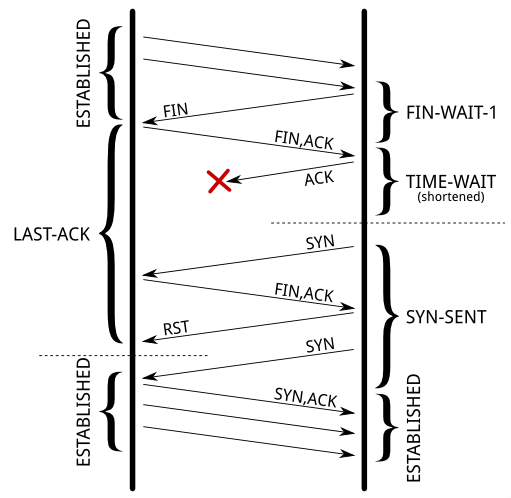 ESTABLISHED
FIN
FIN-WAIT-1
FIN,ACK
ACK
TIME-WAIT
(shortened)
LAST-ACK
SYN
FIN,ACK
SYN-SENT
RST
SYN
ESTABLISHED
SYN,ACK
ESTABLISHED